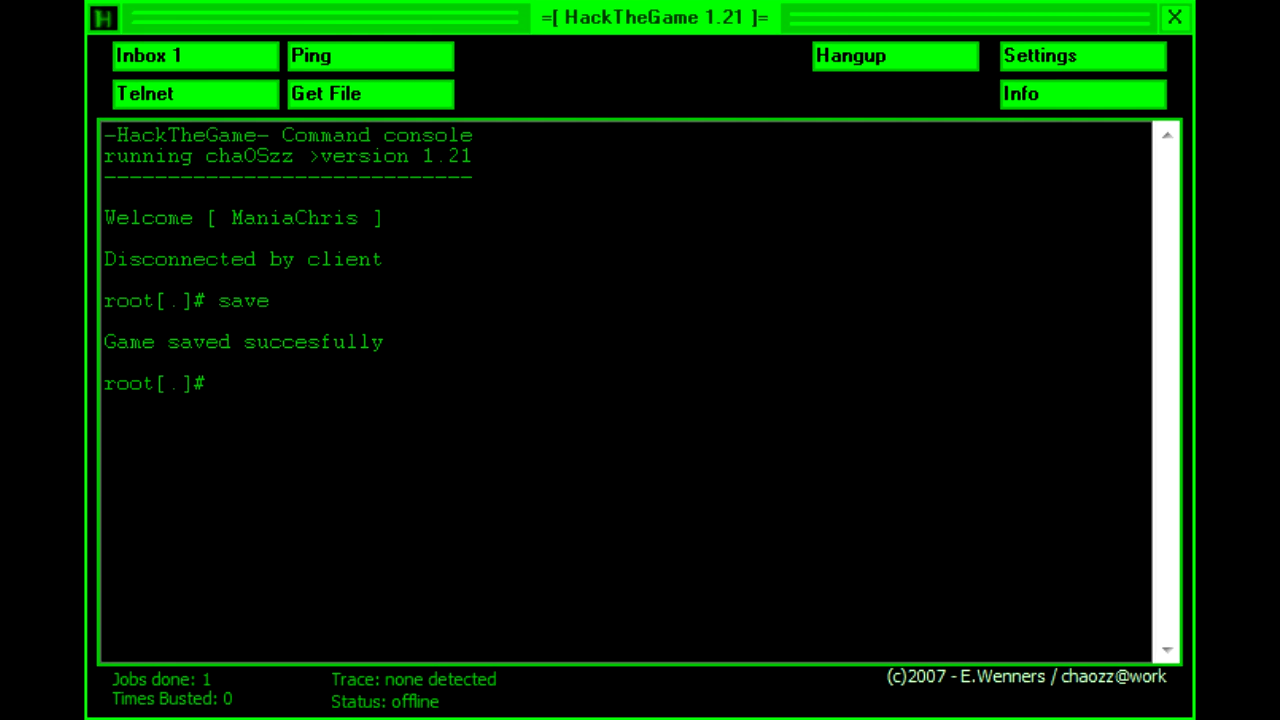 H
=[ HackTheGame 1.21 ]=
X
Inbox 1
Ping
Hangup
Settings
Telnet
Get File
Info
-HackTheGame- Command console
running chaOSzz >version 1.21
-----------------------------
Welcome [ ManiaChris ]
Disconnected by client
root[.]# save
Game saved succesfully
root[.]#
Jobs done: 1
Trace: none detected
(c)2007 - E.Wenners / chaozz@work
Times Busted: 0
Status: offline